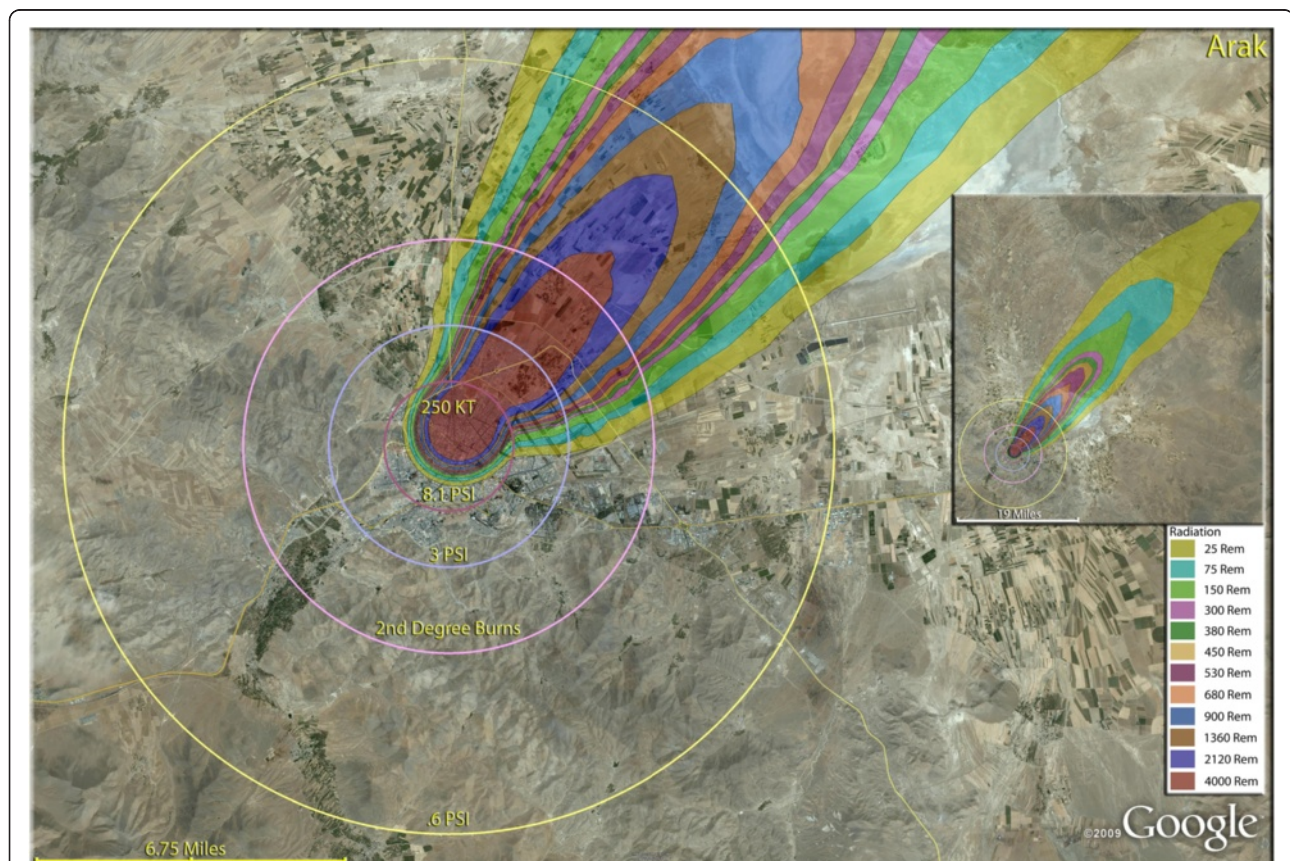 Arak
250 KT
8.1 PSI
3 PSI
2nd Degree Burns
.6 PSI
6.75 Miles
19 Miles
Radiation
25 Rem
75 Rem
150 Rem
300 Rem
380 Rem
450 Rem
530 Rem
680 Rem
900 Rem
1360 Rem
2120 Rem
4000 Rem
©2009 Google